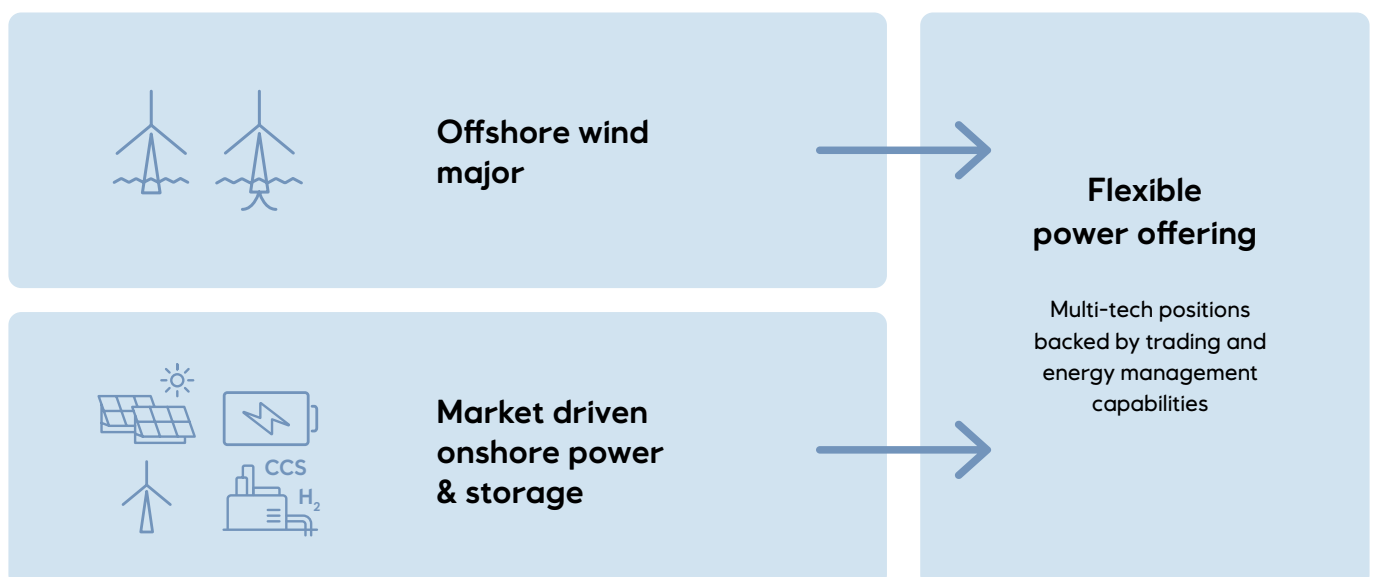 Offshore wind
major
Flexible
power offering
Multi-tech positions
backed by trading and
energy management
capabilities
Market driven
onshore power
& storage
CCS
H₂